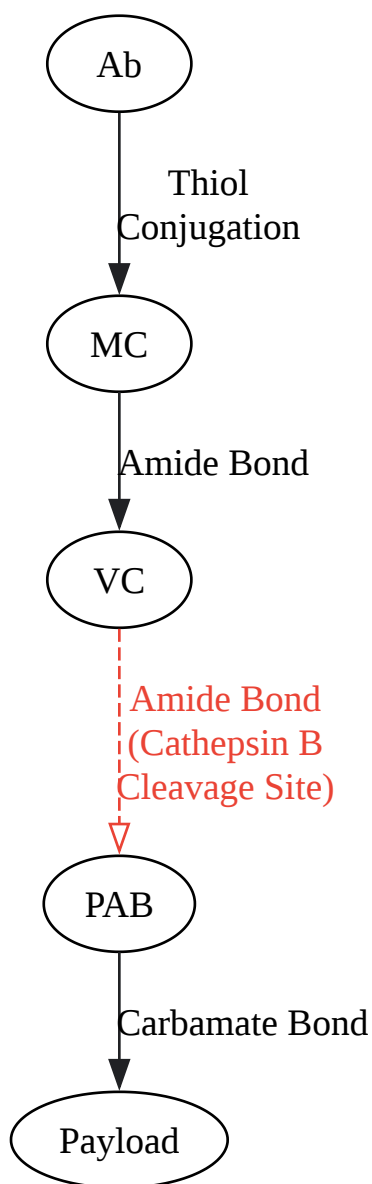 Ab
Thiol
Conjugation
MC
Amide Bond
VC
Amide Bond
(Cathepsin B
Cleavage Site)
PAB
Carbamate Bond
Payload